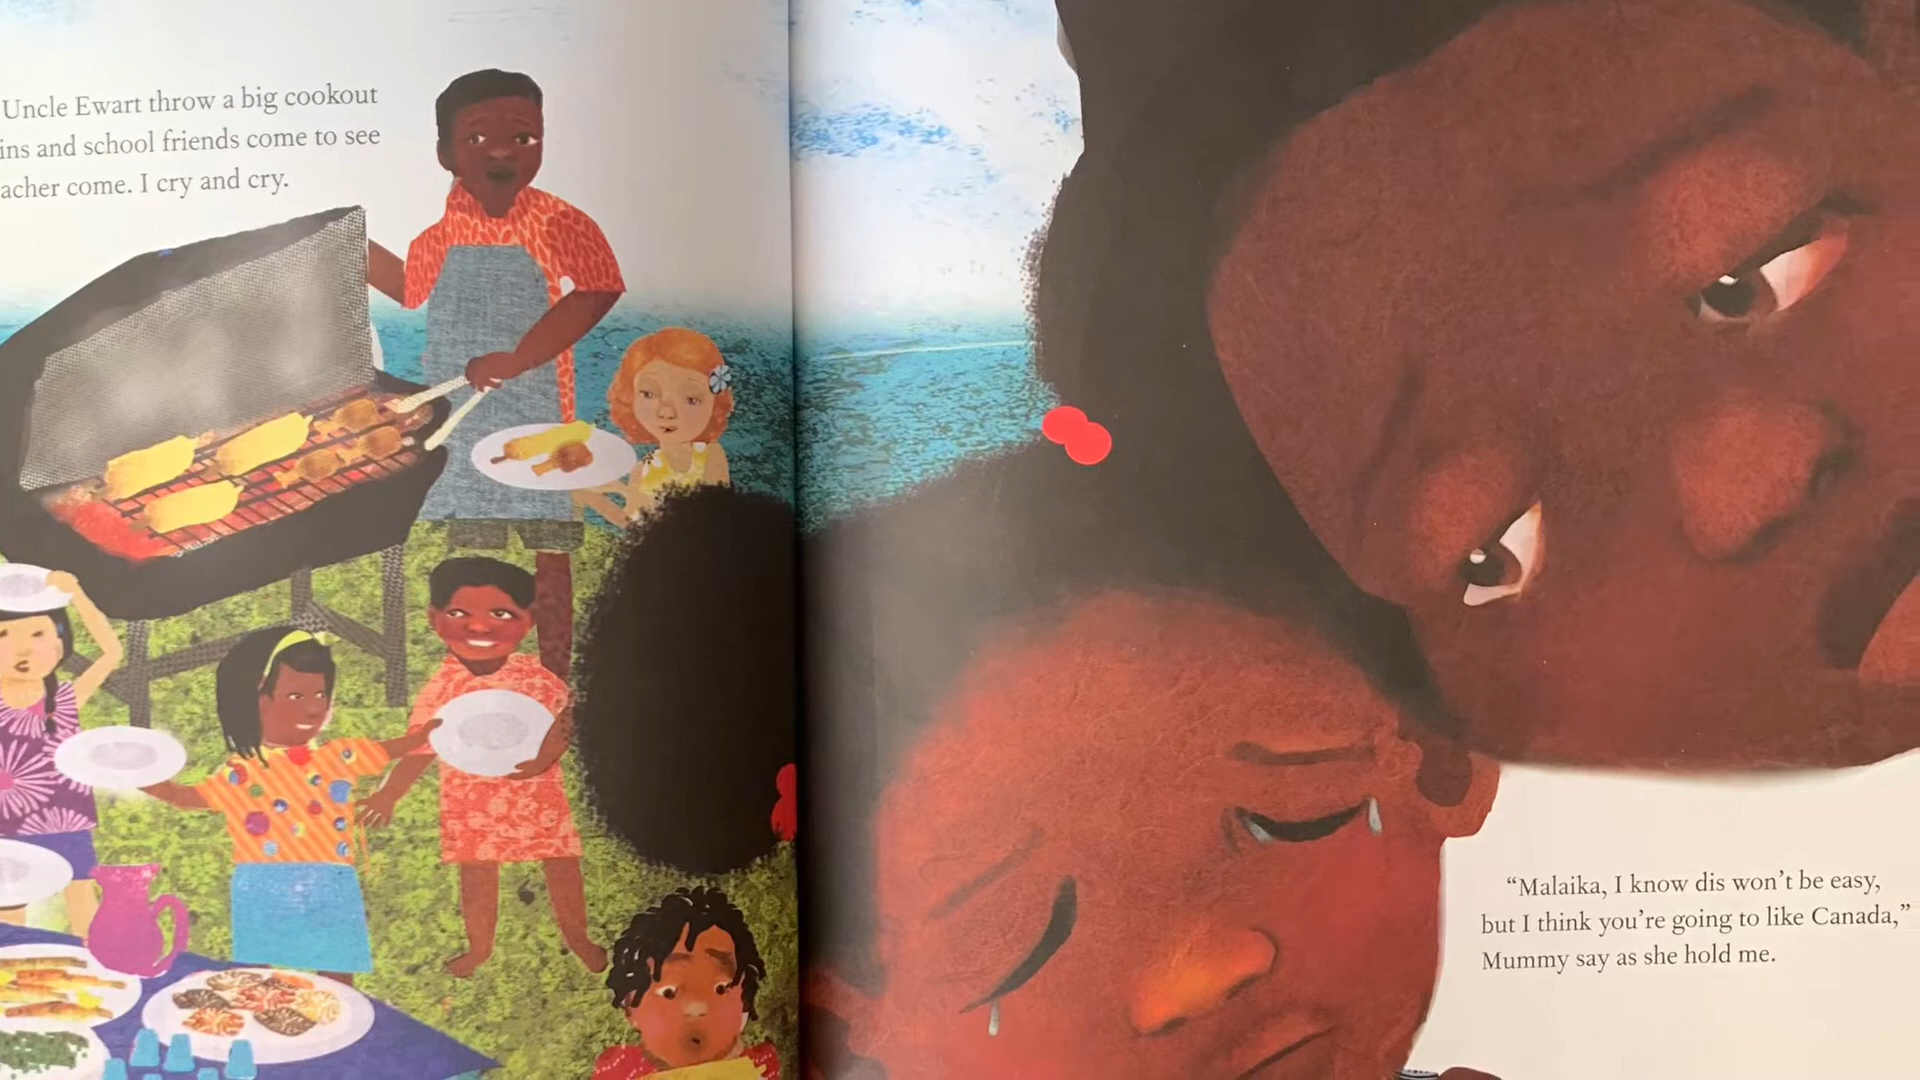 Uncle Ewart throw a big cookout
ins and school friends come to see
acher come. I cry and cry.
“Malaika, I know dis won’t be easy,
but I think you’re going to like Canada,”
Mummy say as she hold me.